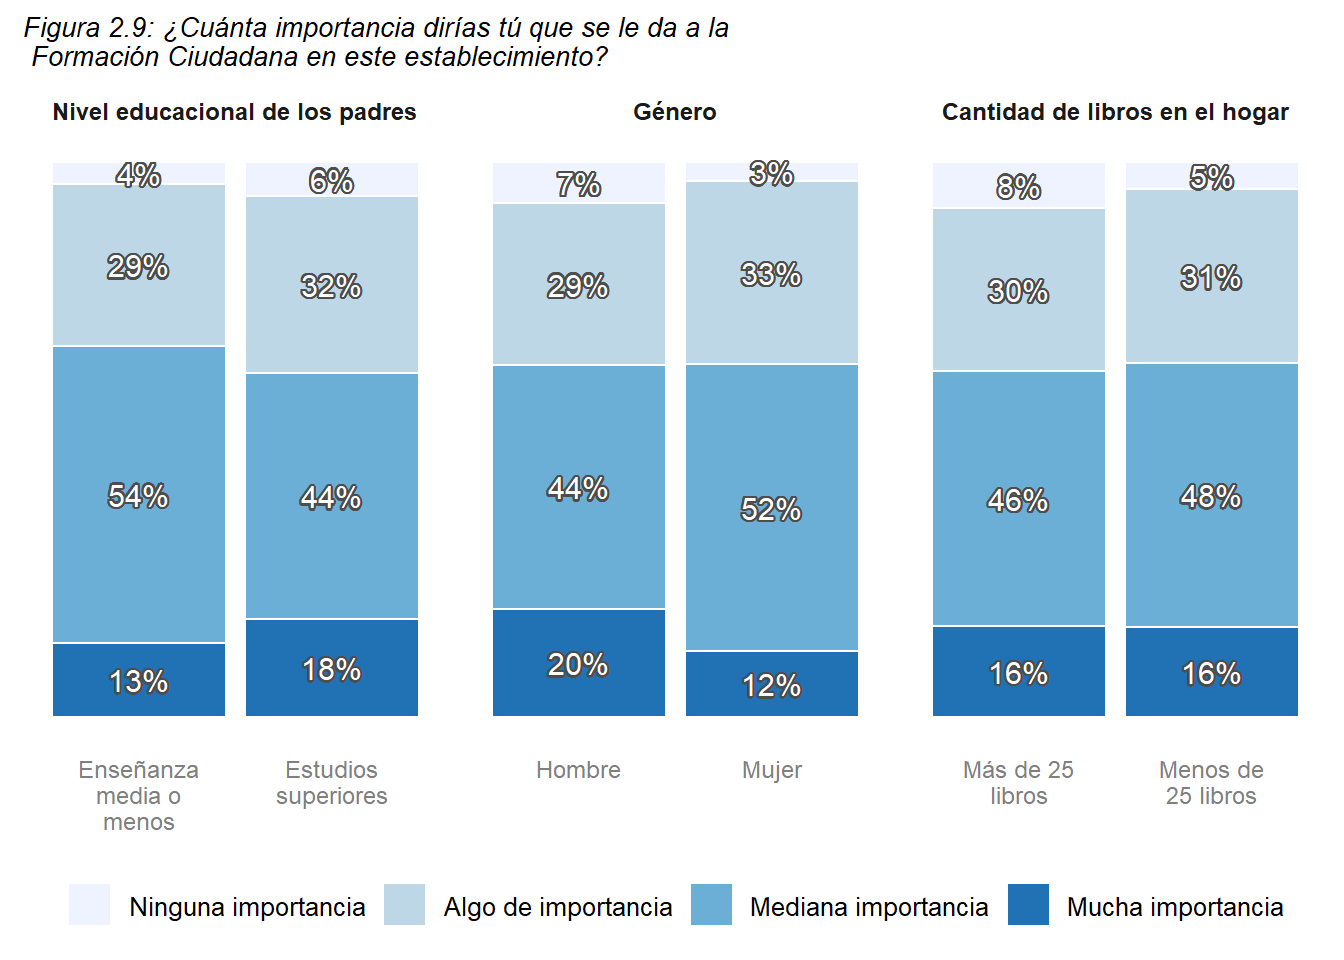 Figura 2.9: ¿Cuánta importancia dirías tú que se le da a la
Formación Ciudadana en este establecimiento?
Nivel educacional de los padres
Género
Cantidad de libros en el hogar
4%
6%
7%
3%
8%
5%
29%
32%
29%
33%
30%
31%
54%
44%
44%
52%
46%
48%
13%
18%
20%
12%
16%
16%
Enseñanza
media o
menos
Estudios
superiores
Hombre
Mujer
Más de 25
libros
Menos de
25 libros
Ninguna importancia
Algo de importancia
Mediana importancia
Mucha importancia